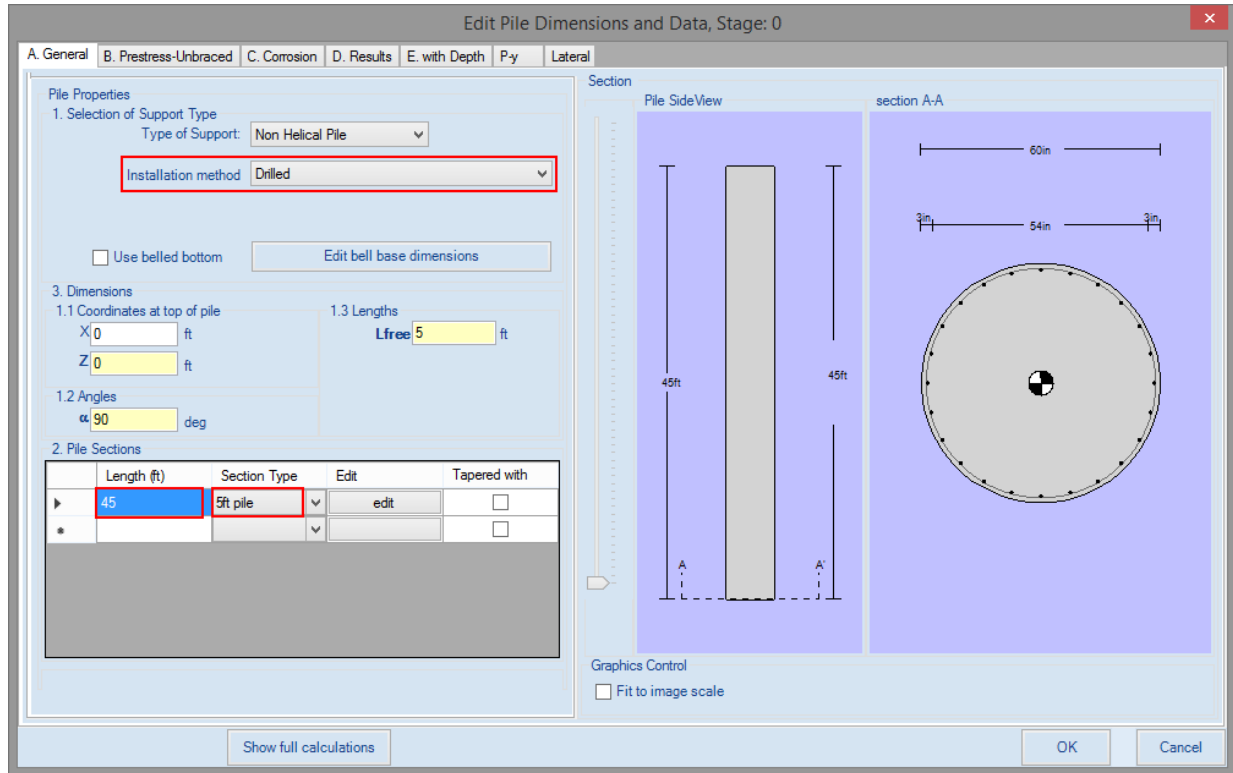 Edit Pile Dimensions and Data, Stage: 0
A. General B. Prestress-Unbraced C. Corrosion D. Results E. with Depth P-y Lateral
Pile Properties
1. Selection of Support Type
Type of Support: Non Helical Pile
Installation method Drilled
Use belled bottom Edit bell base dimensions
3. Dimensions
1.1 Coordinates at top of pile
X 0 ft
Z 0 ft
1.3 Lengths
Lfree 5 ft
1.2 Angles
α 90 deg
2. Pile Sections
Length (ft) Section Type Edit Tapered with
45 5ft pile edit
Section
Pile SideView
45ft
45ft
A A'
section A-A
60in
3in 54in 3in
Graphics Control
Fit to image scale
Show full calculations OK Cancel